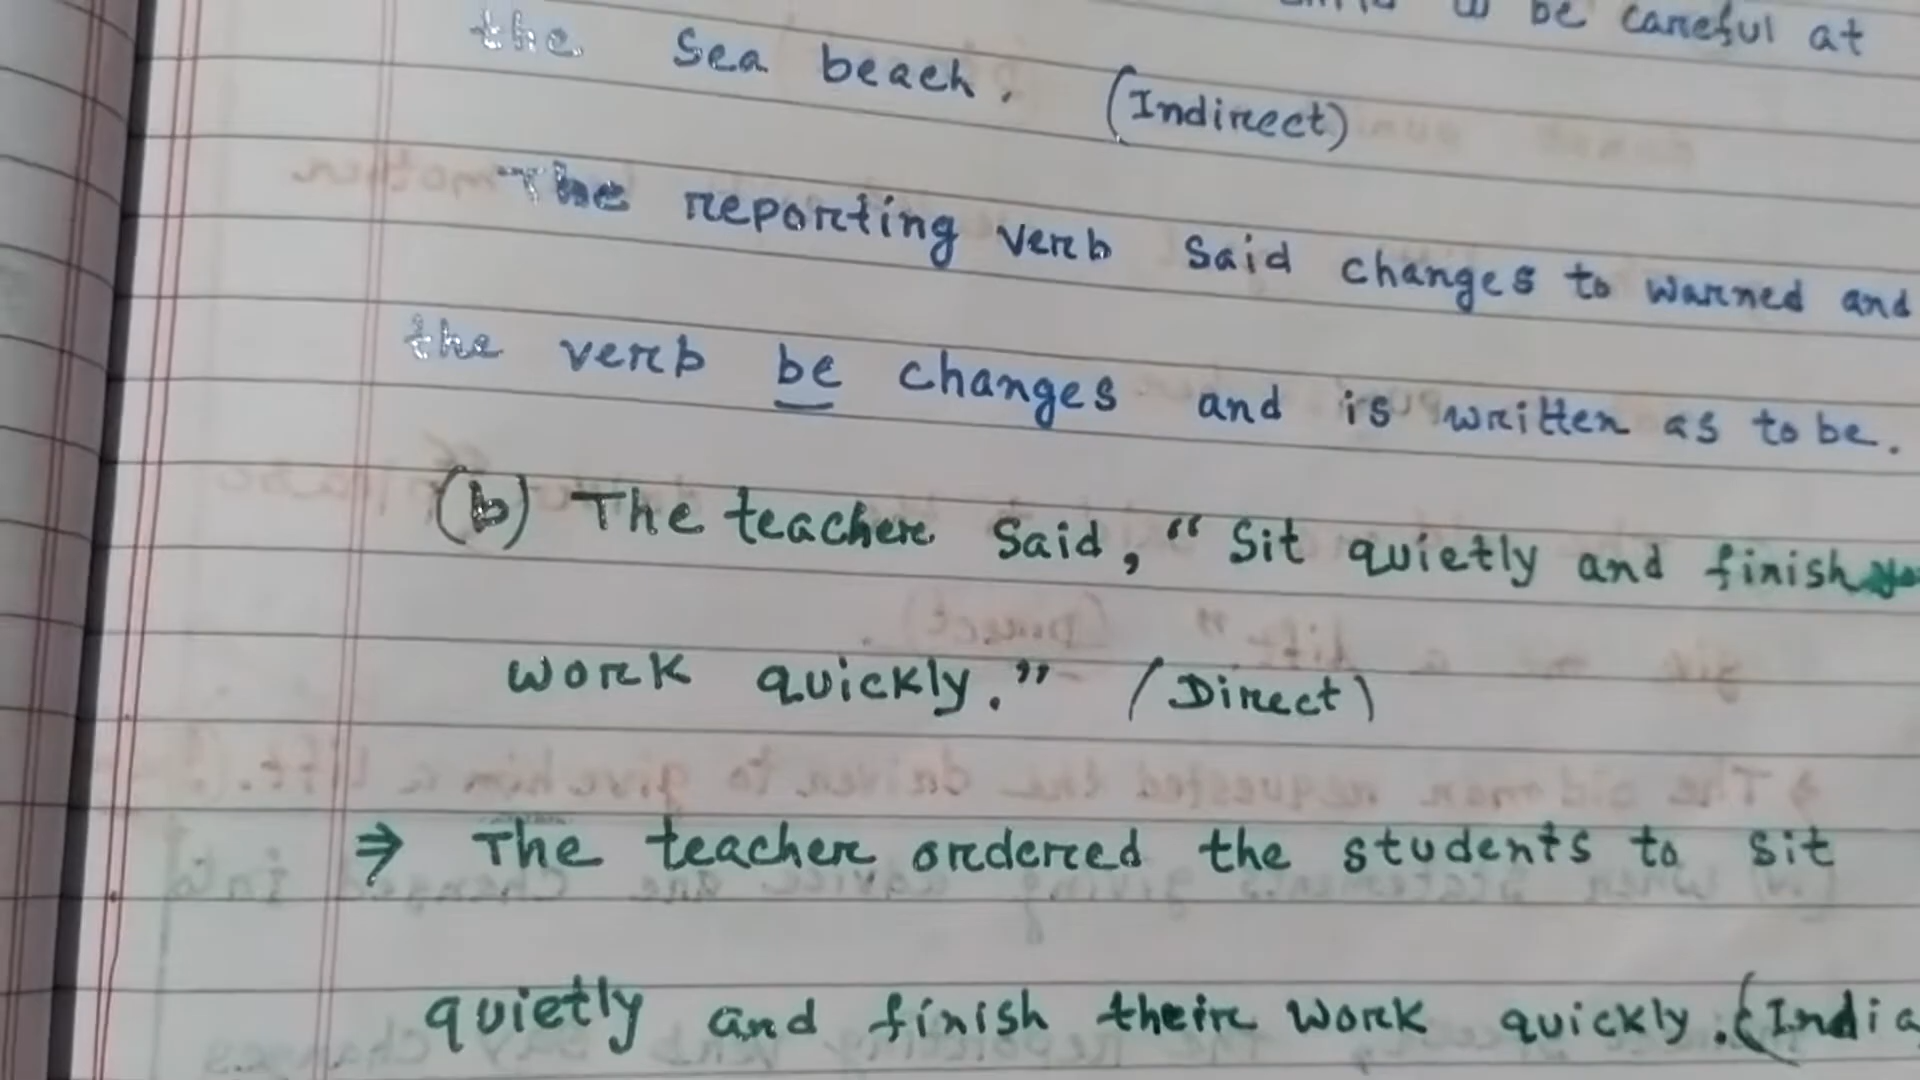 be careful at
the sea beach. (Indirect)
The reporting verb said changes to warned and
the verb be changes and is written as to be.
(b) The teacher said, “Sit quietly and finish
work quickly.” (Direct)
⇒ The teacher ordered the students to sit
quietly and finish their work quickly. (India